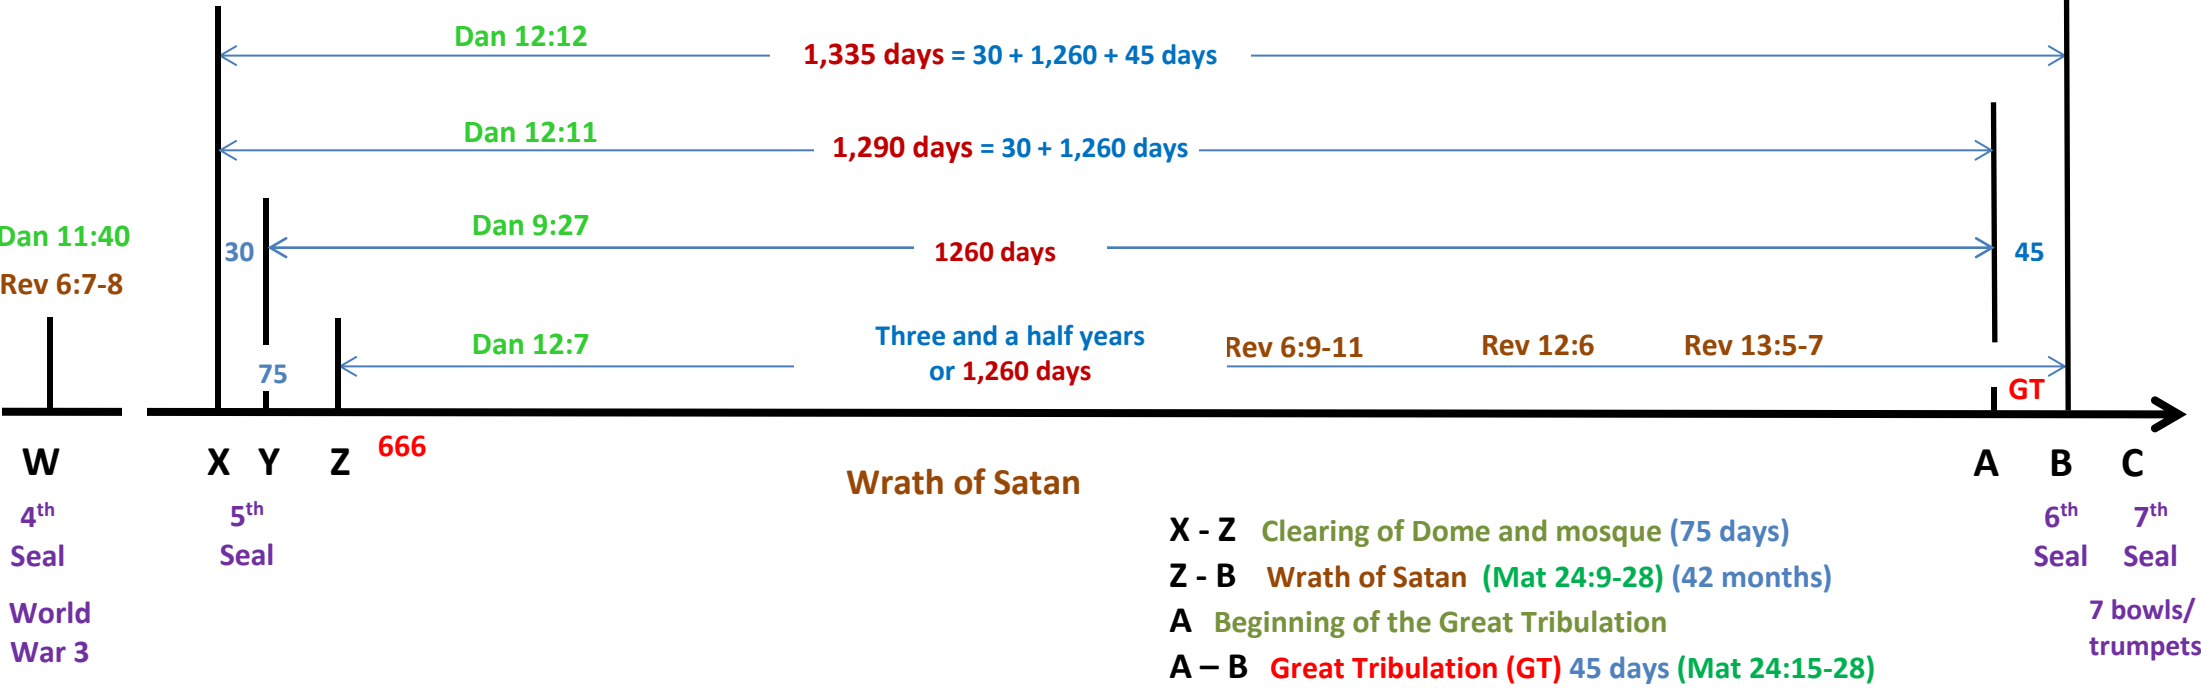 Dan 12:12
1,335 days = 30 + 1,260 + 45 days
Dan 12:11
1,290 days = 30 + 1,260 days
Dan 11:40
Rev 6:7-8
Dan 9:27
30
1260 days
45
Dan 12:7
75
Three and a half years
or 1,260 days
Rev 6:9-11 Rev 12:6 Rev 13:5-7
GT
W X Y Z 666 A B C
Wrath of Satan
4th
Seal
World
War 3
5th
Seal
6th
Seal
7th
Seal
7 bowls/
trumpets
X - Z Clearing of Dome and mosque (75 days)
Z - B Wrath of Satan (Mat 24:9-28) (42 months)
A Beginning of the Great Tribulation
A – B Great Tribulation (GT) 45 days (Mat 24:15-28)